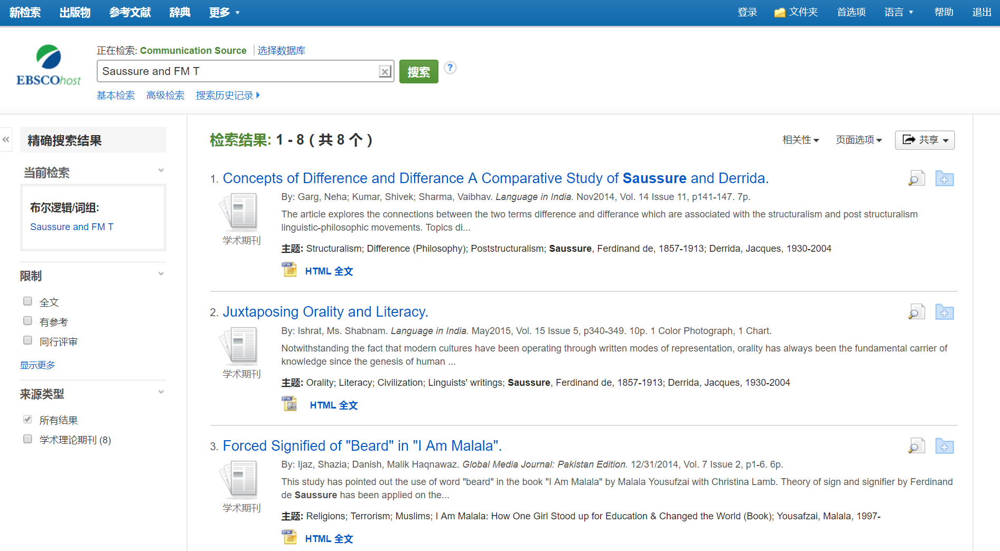 新检索 出版物 参考文献 辞典 更多 登录 文件夹 首选项 语言 帮助 退出
正在检索: Communication Source 选择数据库
Saussure and FM T 搜索 ?
EBSCOhost
基本检索 高级检索 搜索历史记录
«
精确搜索结果
当前检索
布尔逻辑/词组:
Saussure and FM T
限制
全文
有参考
同行评审
显示更多
来源类型
所有结果
学术理论期刊 (8)
检索结果: 1 - 8 ( 共 8 个 )
相关性 页面选项 共享
1. Concepts of Difference and Differance A Comparative Study of Saussure and Derrida.
By: Garg, Neha; Kumar, Shivek; Sharma, Vaibhav. Language in India. Nov2014, Vol. 14 Issue 11, p141-147. 7p.
The article explores the connections between the two terms difference and differance which are associated with the structuralism and post structuralism
linguistic-philosophic movements. Topics di...
学术期刊
主题: Structuralism; Difference (Philosophy); Poststructuralism; Saussure, Ferdinand de, 1857-1913; Derrida, Jacques, 1930-2004
HTML 全文
2. Juxtaposing Orality and Literacy.
By: Ishrat, Ms. Shabnam. Language in India. May2015, Vol. 15 Issue 5, p340-349. 10p. 1 Color Photograph, 1 Chart.
Notwithstanding the fact that modern cultures have been operating through written modes of representation, orality has always been the fundamental carrier of
knowledge since the genesis of human ...
学术期刊
主题: Orality; Literacy; Civilization; Linguists' writings; Saussure, Ferdinand de, 1857-1913; Derrida, Jacques, 1930-2004
HTML 全文
3. Forced Signified of "Beard" in "I Am Malala".
By: Ijaz, Shazia; Danish, Malik Haqnawaz. Global Media Journal: Pakistan Edition. 12/31/2014, Vol. 7 Issue 2, p1-6. 6p.
This study has pointed out the use of word "beard" in the book "I Am Malala" by Malala Yousufzai with Christina Lamb. Theory of sign and signifier by Ferdinand
de Saussure has been applied on the...
学术期刊
主题: Religions; Terrorism; Muslims; I Am Malala: How One Girl Stood up for Education & Changed the World (Book); Yousafzai, Malala, 1997-
HTML 全文